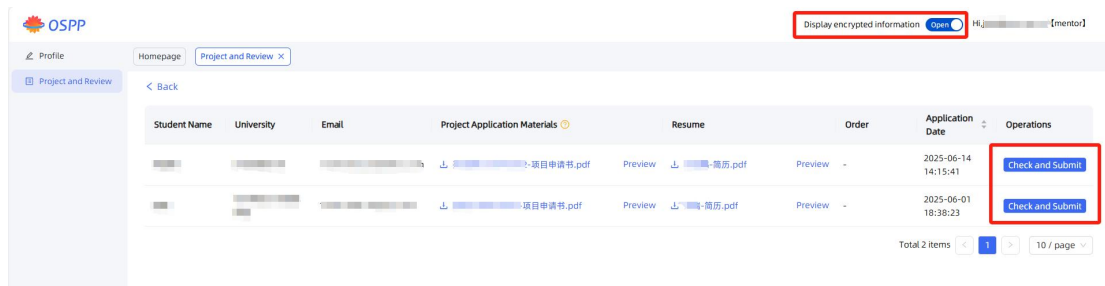 OSPP
Display encrypted information Open Hi,j 【mentor】
Profile
Homepage Project and Review ×
Project and Review
< Back
Student Name University Email Project Application Materials Resume Order Application Date Operations
-项目申请书.pdf Preview -简历.pdf Preview - 2025-06-14 14:15:41 Check and Submit
-项目申请书.pdf Preview -简历.pdf Preview - 2025-06-01 18:38:23 Check and Submit
Total 2 items < 1 > 10 / page